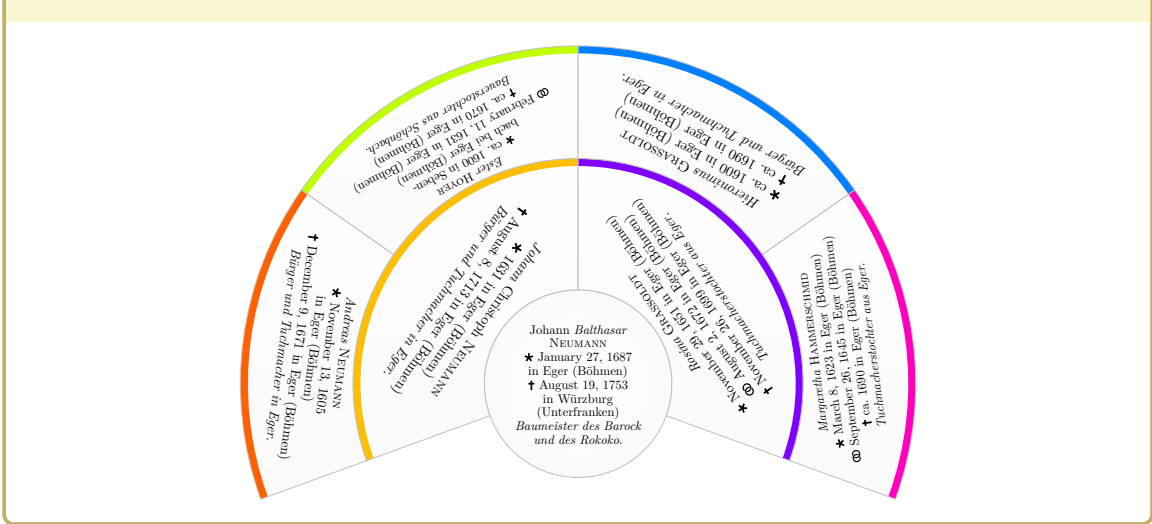 Johann Balthasar
NEUMANN
★ January 27, 1687
in Eger (Böhmen)
✝ August 19, 1753
in Würzburg
(Unterfranken)
Baumeister des Barock
und des Rokoko.
Johann Christoph NEUMANN
★ 1631 in Eger (Böhmen)
✝ August 8, 1713 in Eger (Böhmen)
Bürger und Tuchmacher in Eger.
Rosina GRASSOLDT
★ November 29, 1651 in Eger (Böhmen)
⚭ August 2, 1672 in Eger (Böhmen)
✝ November 26, 1699 in Eger (Böhmen)
Tuchmacherstochter aus Eger.
Andreas NEUMANN
★ November 13, 1605
in Eger (Böhmen)
✝ December 9, 1671 in Eger (Böhmen)
Bürger und Tuchmacher in Eger.
Ester HOYER
★ ca. 1600 in Seben-
bach bei Eger (Böhmen)
⚭ February 11, 1631 in Eger (Böhmen)
✝ ca. 1670 in Eger (Böhmen)
Bauerstochter aus Schönbach.
Hieronimus GRASSOLDT
★ ca. 1600 in Eger (Böhmen)
✝ ca. 1690 in Eger (Böhmen)
Bürger und Tuchmacher in Eger.
Margaretha HAMMERSCHMID
★ March 8, 1623 in Eger (Böhmen)
⚭ September 26, 1645 in Eger (Böhmen)
✝ ca. 1690 in Eger (Böhmen)
Tuchmacherstochter aus Eger.